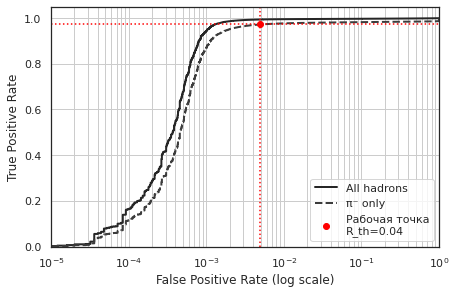 1.0
0.8
0.6
0.4
0.2
0.0
True Positive Rate
10⁻⁵
10⁻⁴
10⁻³
10⁻²
10⁻¹
10⁰
False Positive Rate (log scale)
All hadrons
π⁻ only
Рабочая точка
R_th=0.04